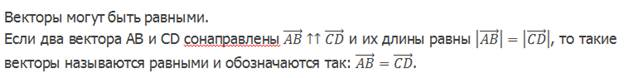 Векторы могут быть равными.
Если два вектора AB и CD сонаправлены $\overrightarrow{AB} \uparrow\uparrow \overrightarrow{CD}$ и их длины равны $|\overrightarrow{AB}| = |\overrightarrow{CD}|$, то такие
векторы называются равными и обозначаются так: $\overrightarrow{AB} = \overrightarrow{CD}$.